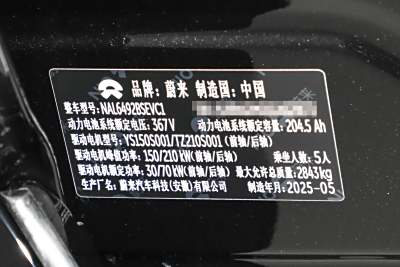 品牌：蔚来 制造国：中国
整车型号：NAL6492BSEVC1
动力电池系统额定电压：367V 动力电池系统额定容量：204.5 Ah
驱动电机型号：YS150S001/TZ210S001 (前轴/后轴)
驱动电机峰值功率：150/210 kW(前轴/后轴) 乘坐人数：5人
驱动电机额定功率：30/70 kW(前轴/后轴) 最大允许总质量：2843kg
生产厂名：蔚来汽车科技(安徽)有限公司 制造年月：2025-05